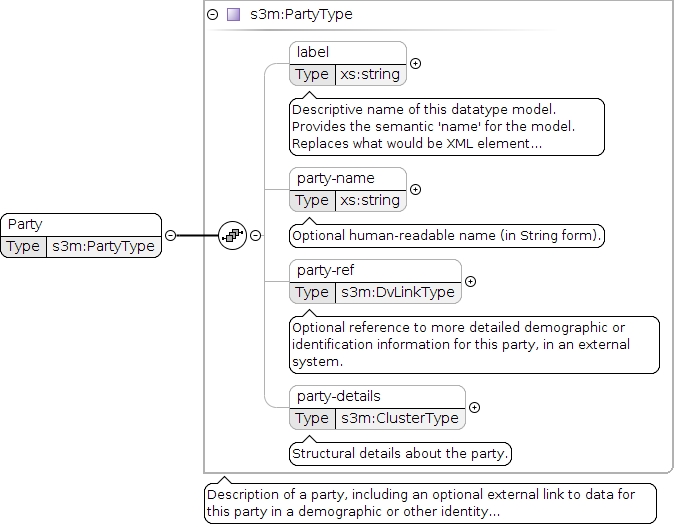 s3m:PartyType
label
Type xs:string
Descriptive name of this datatype model.
Provides the semantic 'name' for the model.
Replaces what would be XML element...
party-name
Type xs:string
Optional human-readable name (in String form).
Party
Type s3m:PartyType
party-ref
Type s3m:DvLinkType
Optional reference to more detailed demographic or
identification information for this party, in an external
system.
party-details
Type s3m:ClusterType
Structural details about the party.
Description of a party, including an optional external link to data for
this party in a demographic or other identity...